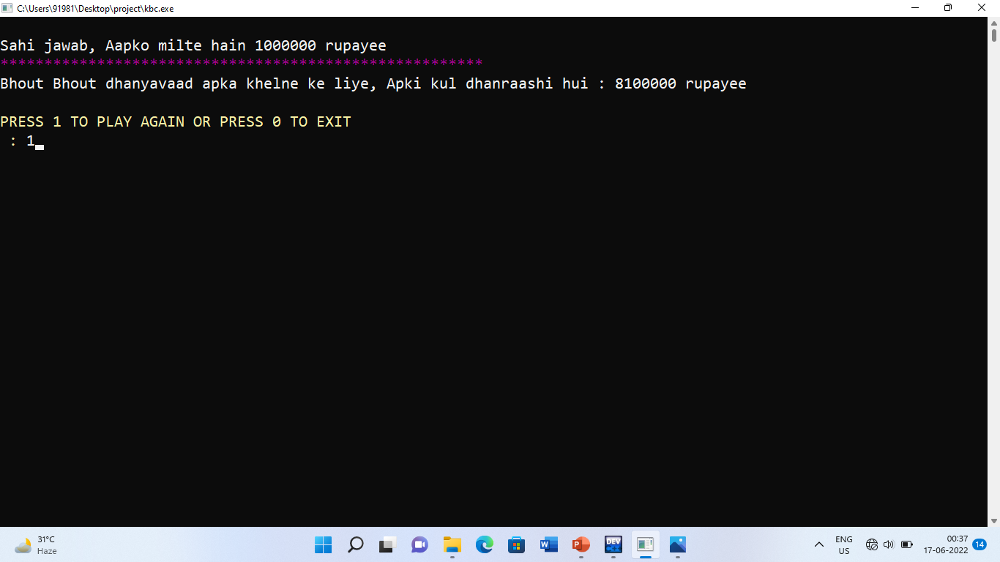 C:\Users\91981\Desktop\project\kbc.exe
Sahi jawab, Aapko milte hain 1000000 rupayee
*******************************************************
Bhout Bhout dhanyavaad apka khelne ke liye, Apki kul dhanraashi hui : 8100000 rupayee
PRESS 1 TO PLAY AGAIN OR PRESS 0 TO EXIT
: 1
31°C
Haze
W
P
DEV
ENG
US
00:37
17-06-2022
14